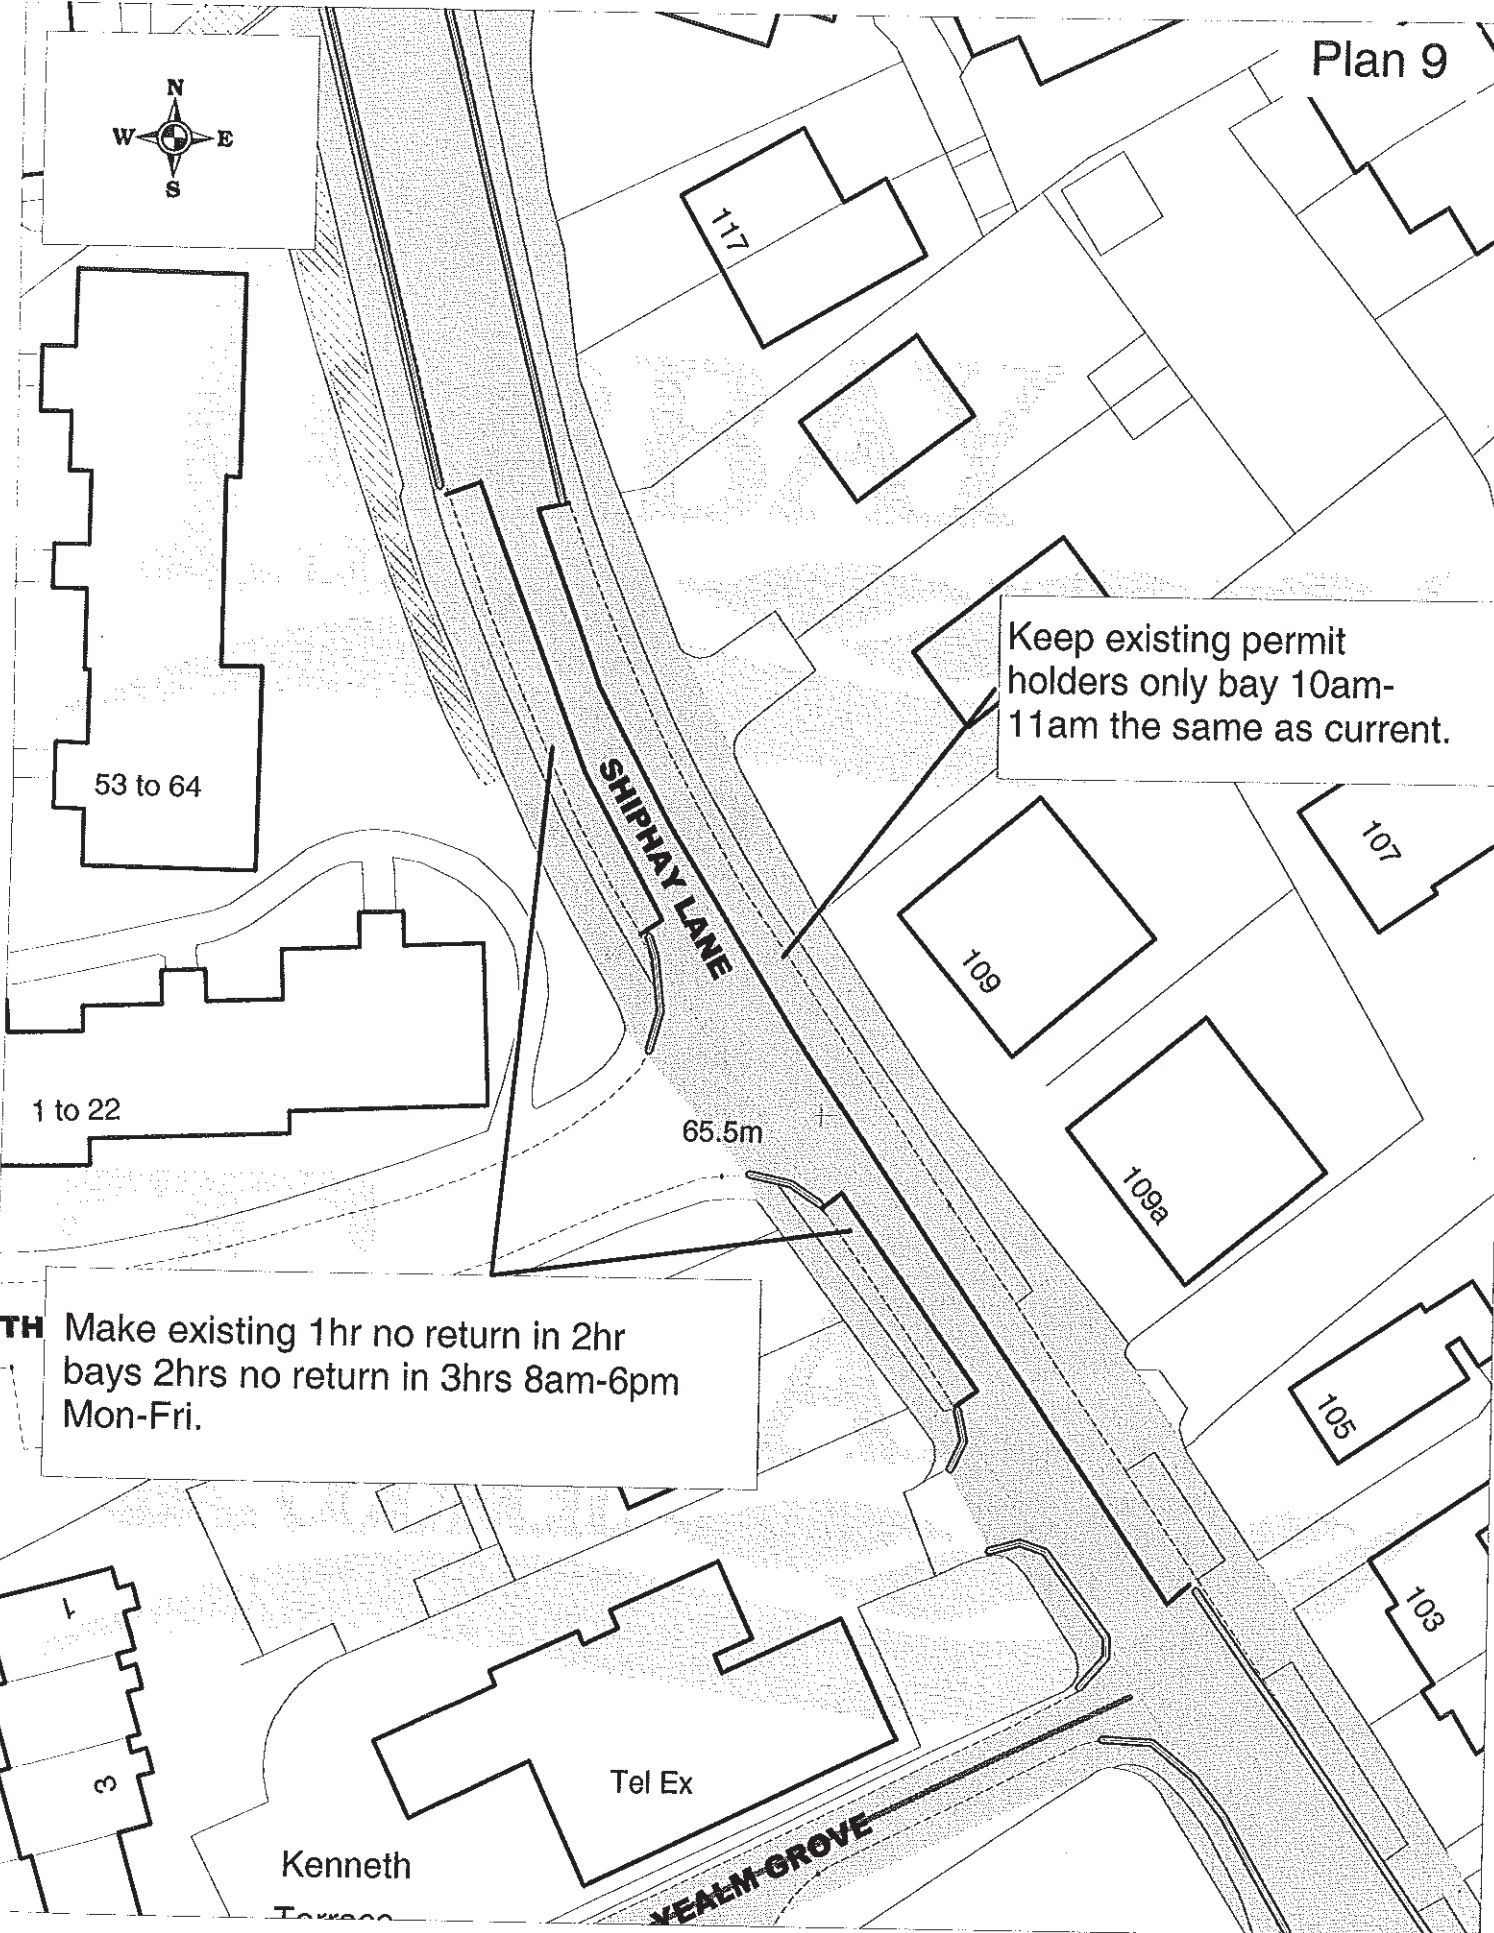 Plan 9
N
W E
S
117
Keep existing permit
holders only bay 10am-
11am the same as current.
53 to 64
SHIPHAY LANE
107
109
1 to 22
65.5m
109a
TH
Make existing 1hr no return in 2hr
bays 2hrs no return in 3hrs 8am-6pm
Mon-Fri.
105
1
103
3
Tel Ex
YEALM GROVE
Kenneth
Terrace